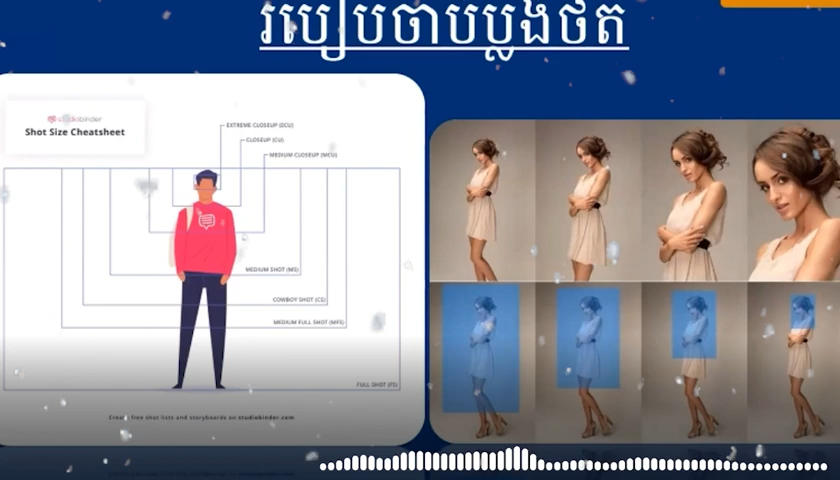 របៀបចាប់ប្លង់ថត
studiobinder
Shot Size Cheatsheet
EXTREME CLOSEUP (ECU)
CLOSEUP (CU)
MEDIUM CLOSEUP (MCU)
MEDIUM SHOT (MS)
COWBOY SHOT (CS)
MEDIUM FULL SHOT (MFS)
FULL SHOT (FS)
Create free shot lists and storyboards on studiobinder.com